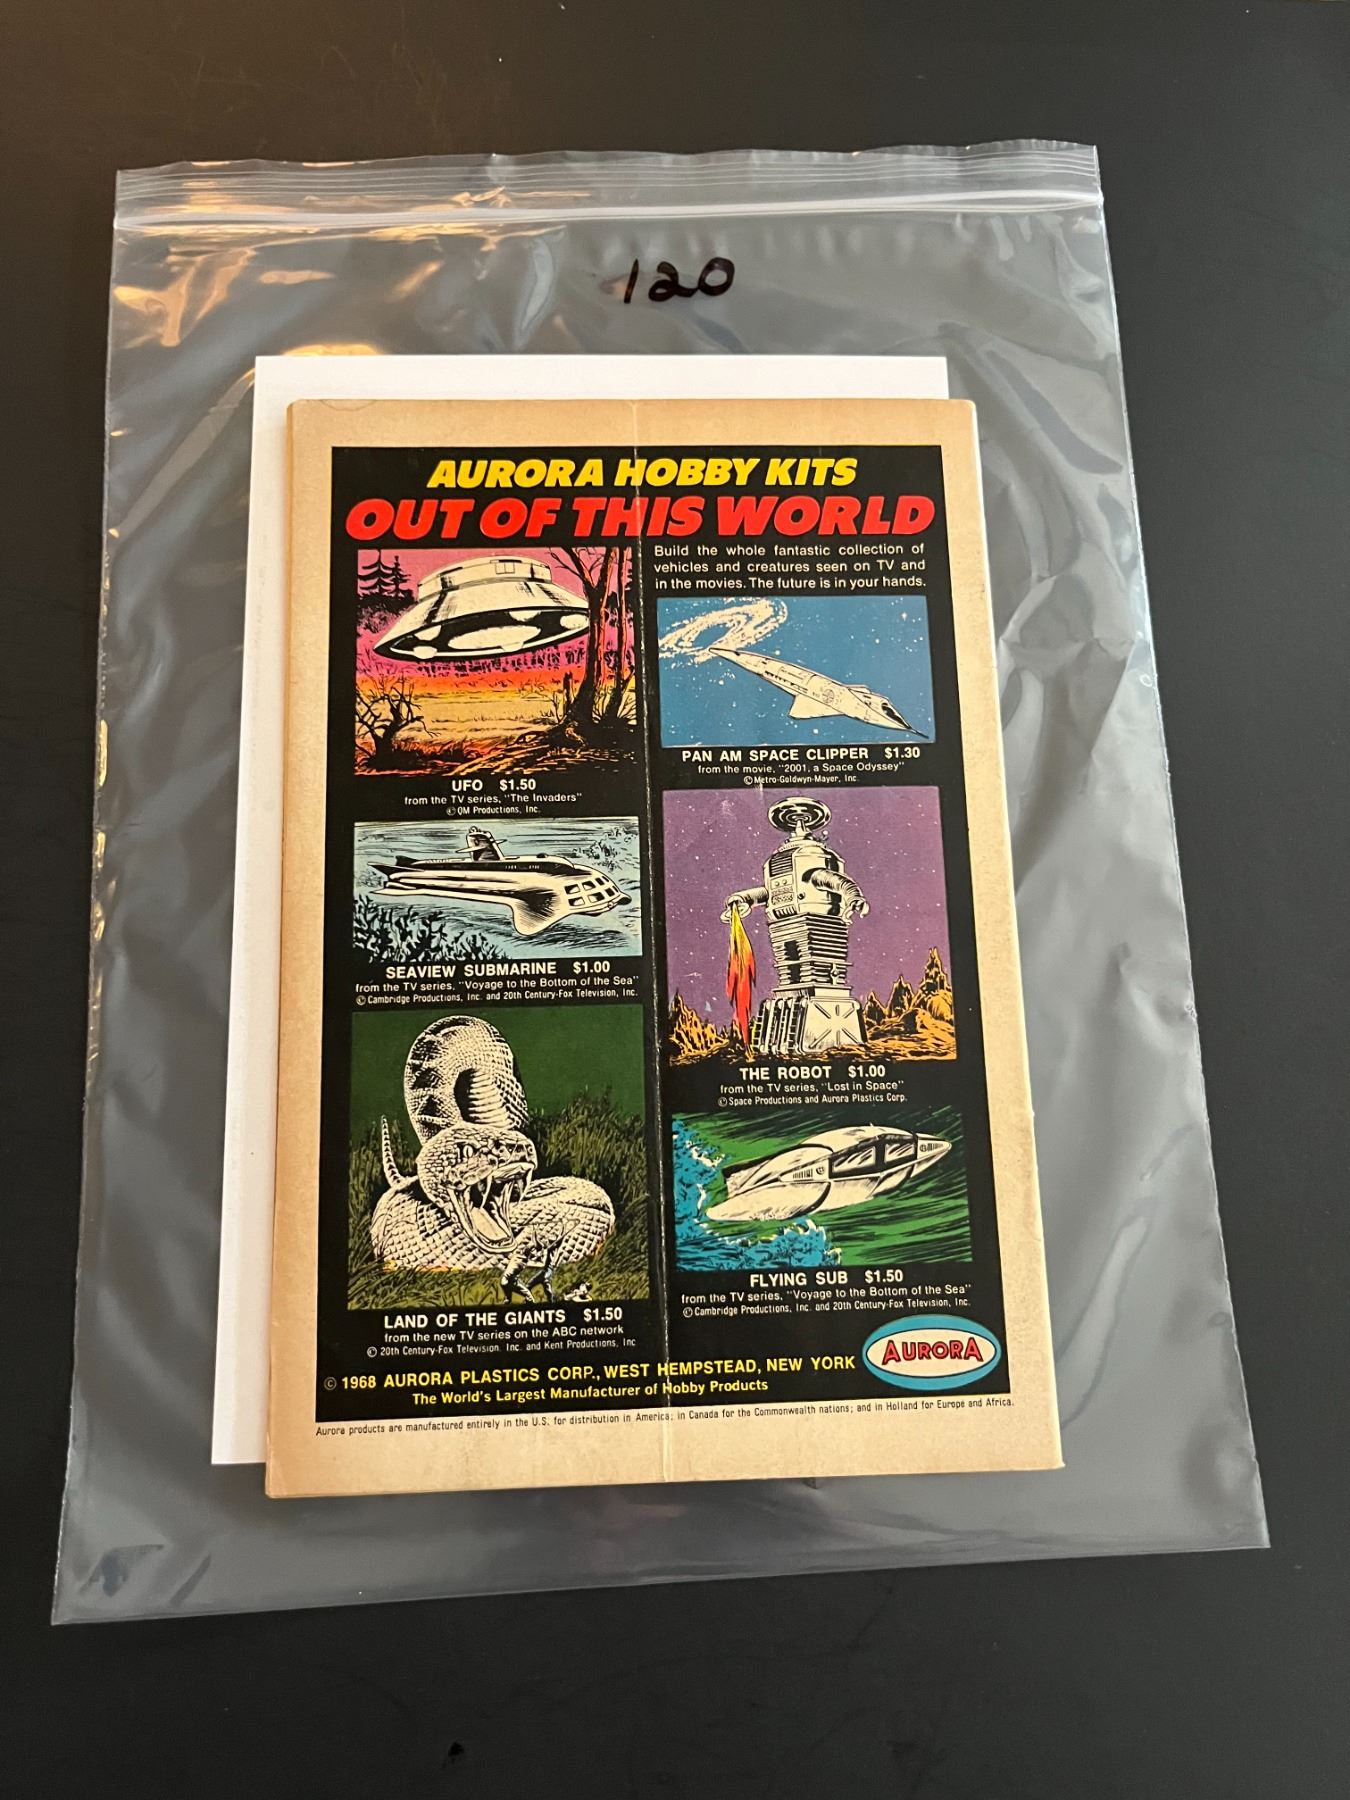 120
AURORA HOBBY KITS
OUT OF THIS WORLD
Build the whole fantastic collection of
vehicles and creatures seen on TV and
in the movies. The future is in your hands.
UFO $1.50
from the TV series, "The Invaders"
© QM Productions, Inc.
PAN AM SPACE CLIPPER $1.30
from the movie, "2001, a Space Odyssey"
© Metro-Goldwyn-Mayer, Inc.
SEAVIEW SUBMARINE $1.00
from the TV series, "Voyage to the Bottom of the Sea"
© Cambridge Productions, Inc. and 20th Century-Fox Television, Inc.
THE ROBOT $1.00
from the TV series, "Lost in Space"
© Space Productions and Aurora Plastics Corp.
LAND OF THE GIANTS $1.50
from the new TV series on the ABC network
© 20th Century-Fox Television, Inc. and Kent Productions, Inc
FLYING SUB $1.50
from the TV series, "Voyage to the Bottom of the Sea"
© Cambridge Productions, Inc. and 20th Century-Fox Television, Inc.
© 1968 AURORA PLASTICS CORP., WEST HEMPSTEAD, NEW YORK
The World's Largest Manufacturer of Hobby Products
AURORA
Aurora products are manufactured entirely in the U.S. for distribution in America; in Canada for the Commonwealth nations; and in Holland for Europe and Africa.